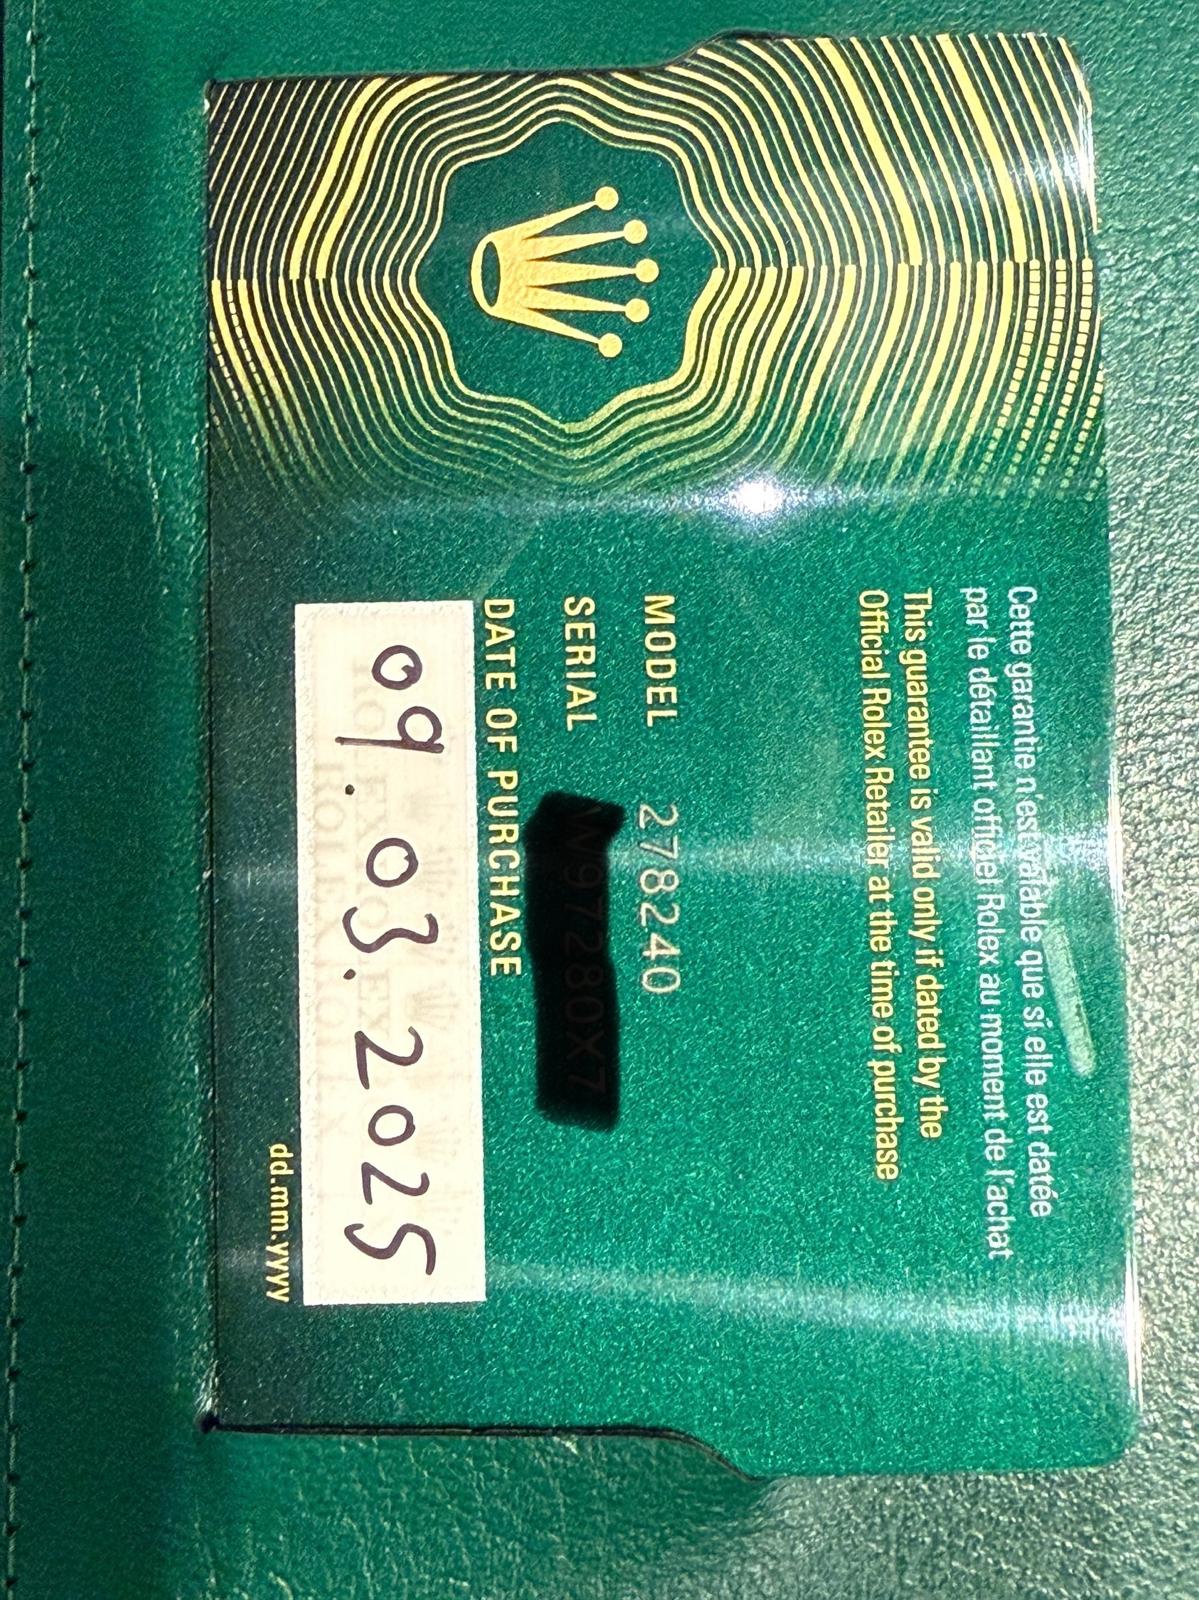 Cette garantie n'est valable que si elle est datée
par le détaillant officiel Rolex au moment de l'achat
This guarantee is valid only if dated by the
Official Rolex Retailer at the time of purchase
MODEL 278240
SERIAL
DATE OF PURCHASE
09.03.2025
dd.mm.yyyy